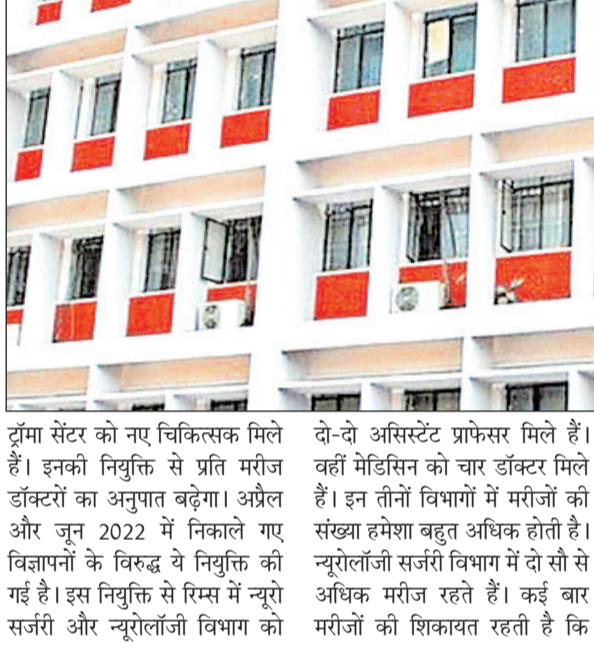 ट्रॉमा सेंटर को नए चिकित्सक मिले
हैं। इनकी नियुक्ति से प्रति मरीज
डॉक्टरों का अनुपात बढ़ेगा। अप्रैल
और जून 2022 में निकाले गए
विज्ञापनों के विरुद्ध ये नियुक्ति की
गई है। इस नियुक्ति से रिम्स में न्यूरो
सर्जरी और न्यूरोलॉजी विभाग को
दो-दो असिस्टेंट प्राफेसर मिले हैं।
वहीं मेडिसिन को चार डॉक्टर मिले
हैं। इन तीनों विभागों में मरीजों की
संख्या हमेशा बहुत अधिक होती है।
न्यूरोलॉजी सर्जरी विभाग में दो सौ से
अधिक मरीज रहते हैं। कई बार
मरीजों की शिकायत रहती है कि